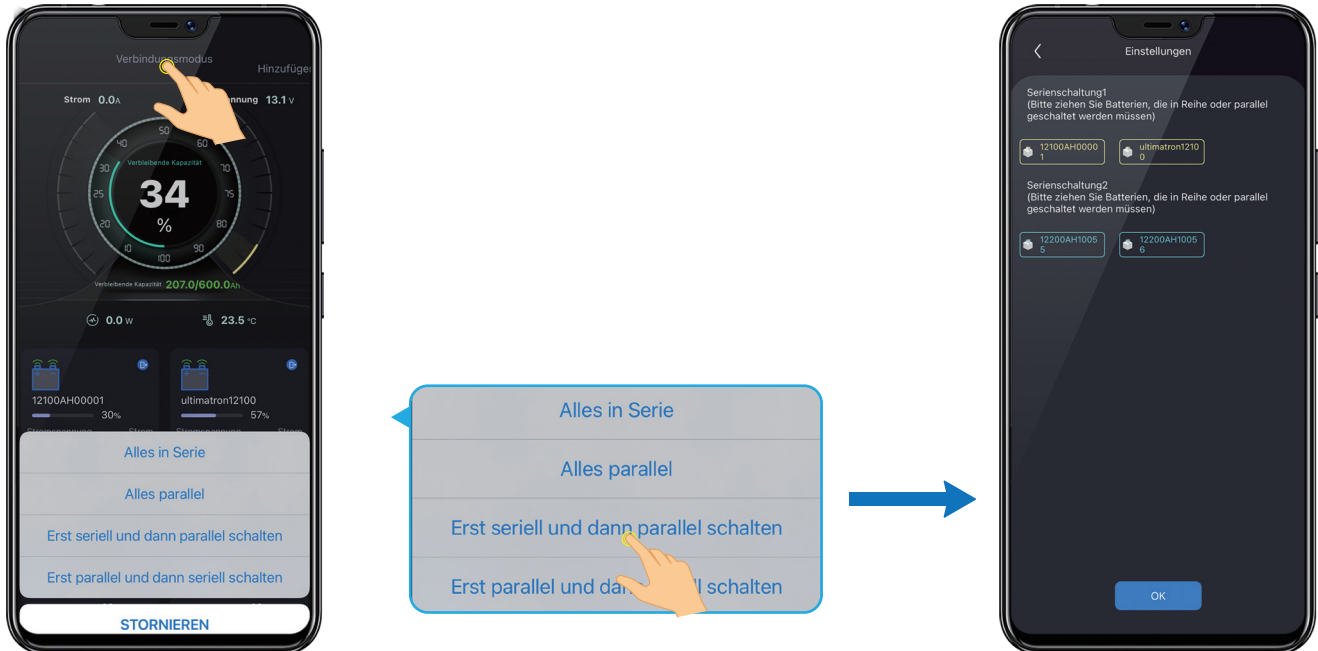 Verbindungsmodus
Hinzufüge
Strom 0.0A
nnung 13.1 V
50
40
60
Verbleibende Kapazität
30
70
34
25
75
%
20
80
10
90
100
Verbleibende Kapazität 207.0/600.0Ah
0.0 W
23.5 °C
12100AH00001
30%
ultimatron12100
57%
Stromspannung Strom
Stromspannung Strom
Alles in Serie
Alles parallel
Erst seriell und dann parallel schalten
Erst parallel und dann seriell schalten
STORNIEREN
Alles in Serie
Alles parallel
Erst seriell und dann parallel schalten
Erst parallel und dan ll schalten
Einstellungen
Serienschaltung1
(Bitte ziehen Sie Batterien, die in Reihe oder parallel
geschaltet werden müssen)
12100AH0000
1
ultimatron1210
0
Serienschaltung2
(Bitte ziehen Sie Batterien, die in Reihe oder parallel
geschaltet werden müssen)
12200AH1005
5
12200AH1005
6
OK